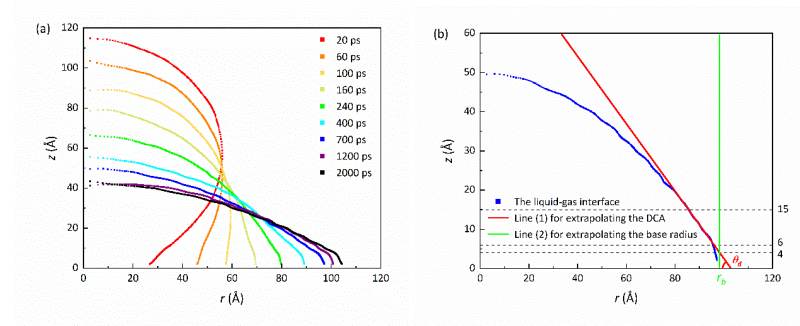 (a)
120
100
80
60
40
20
0
z (Å)
0 20 40 60 80 100 120
r (Å)
20 ps
60 ps
100 ps
160 ps
240 ps
400 ps
700 ps
1200 ps
2000 ps
(b)
60
50
40
30
20
10
0
z (Å)
0 20 40 60 80 100 120
r (Å)
The liquid-gas interface
Line (1) for extrapolating the DCA
Line (2) for extrapolating the base radius
15
6
4
θd
rb